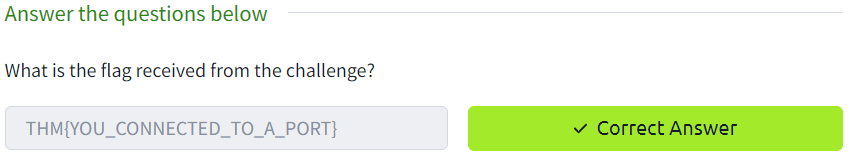 Answer the questions below
What is the flag received from the challenge?
THM{YOU_CONNECTED_TO_A_PORT}
✓ Correct Answer